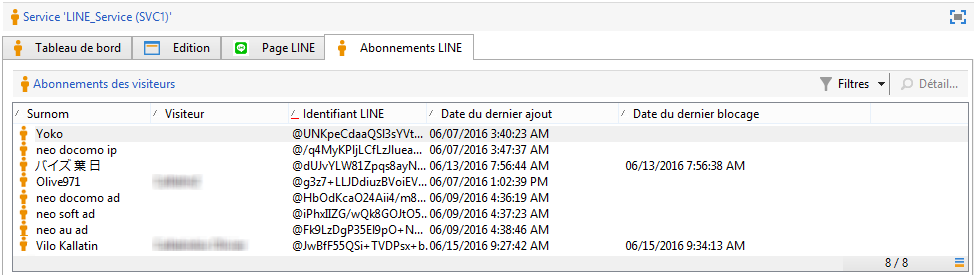 Service 'LINE_Service (SVC1)'
Tableau de bord Edition Page LINE Abonnements LINE
Abonnements des visiteurs Filtres Détail...
Surnom Visiteur Identifiant LINE Date du dernier ajout Date du dernier blocage
Yoko @UNKpeCdaaQSI3sYVt... 06/07/2016 3:40:23 AM
neo docomo ip @/q4MyKPIjLCfLzJIuea... 06/07/2016 3:47:37 AM
バイズ 葉 日 @dUJvYLW81Zpqs8ayN... 06/13/2016 7:56:44 AM 06/13/2016 7:56:38 AM
Olive971 @g3z7+LLJDdiuzBVoiEV... 06/07/2016 1:02:39 PM
neo docomo ad @HbOdKcaO24Aii4/m8... 06/09/2016 4:36:19 AM
neo soft ad @iPhxIIZG/wQk8GOJtO5... 06/09/2016 4:37:23 AM
neo au ad @Fk9LzDgP35EI9pO+N... 06/09/2016 4:38:46 AM
Vilo Kallatin @JwBfF55QSi+TVDPsx+b... 06/15/2016 9:27:42 AM 06/15/2016 9:34:13 AM
8 / 8